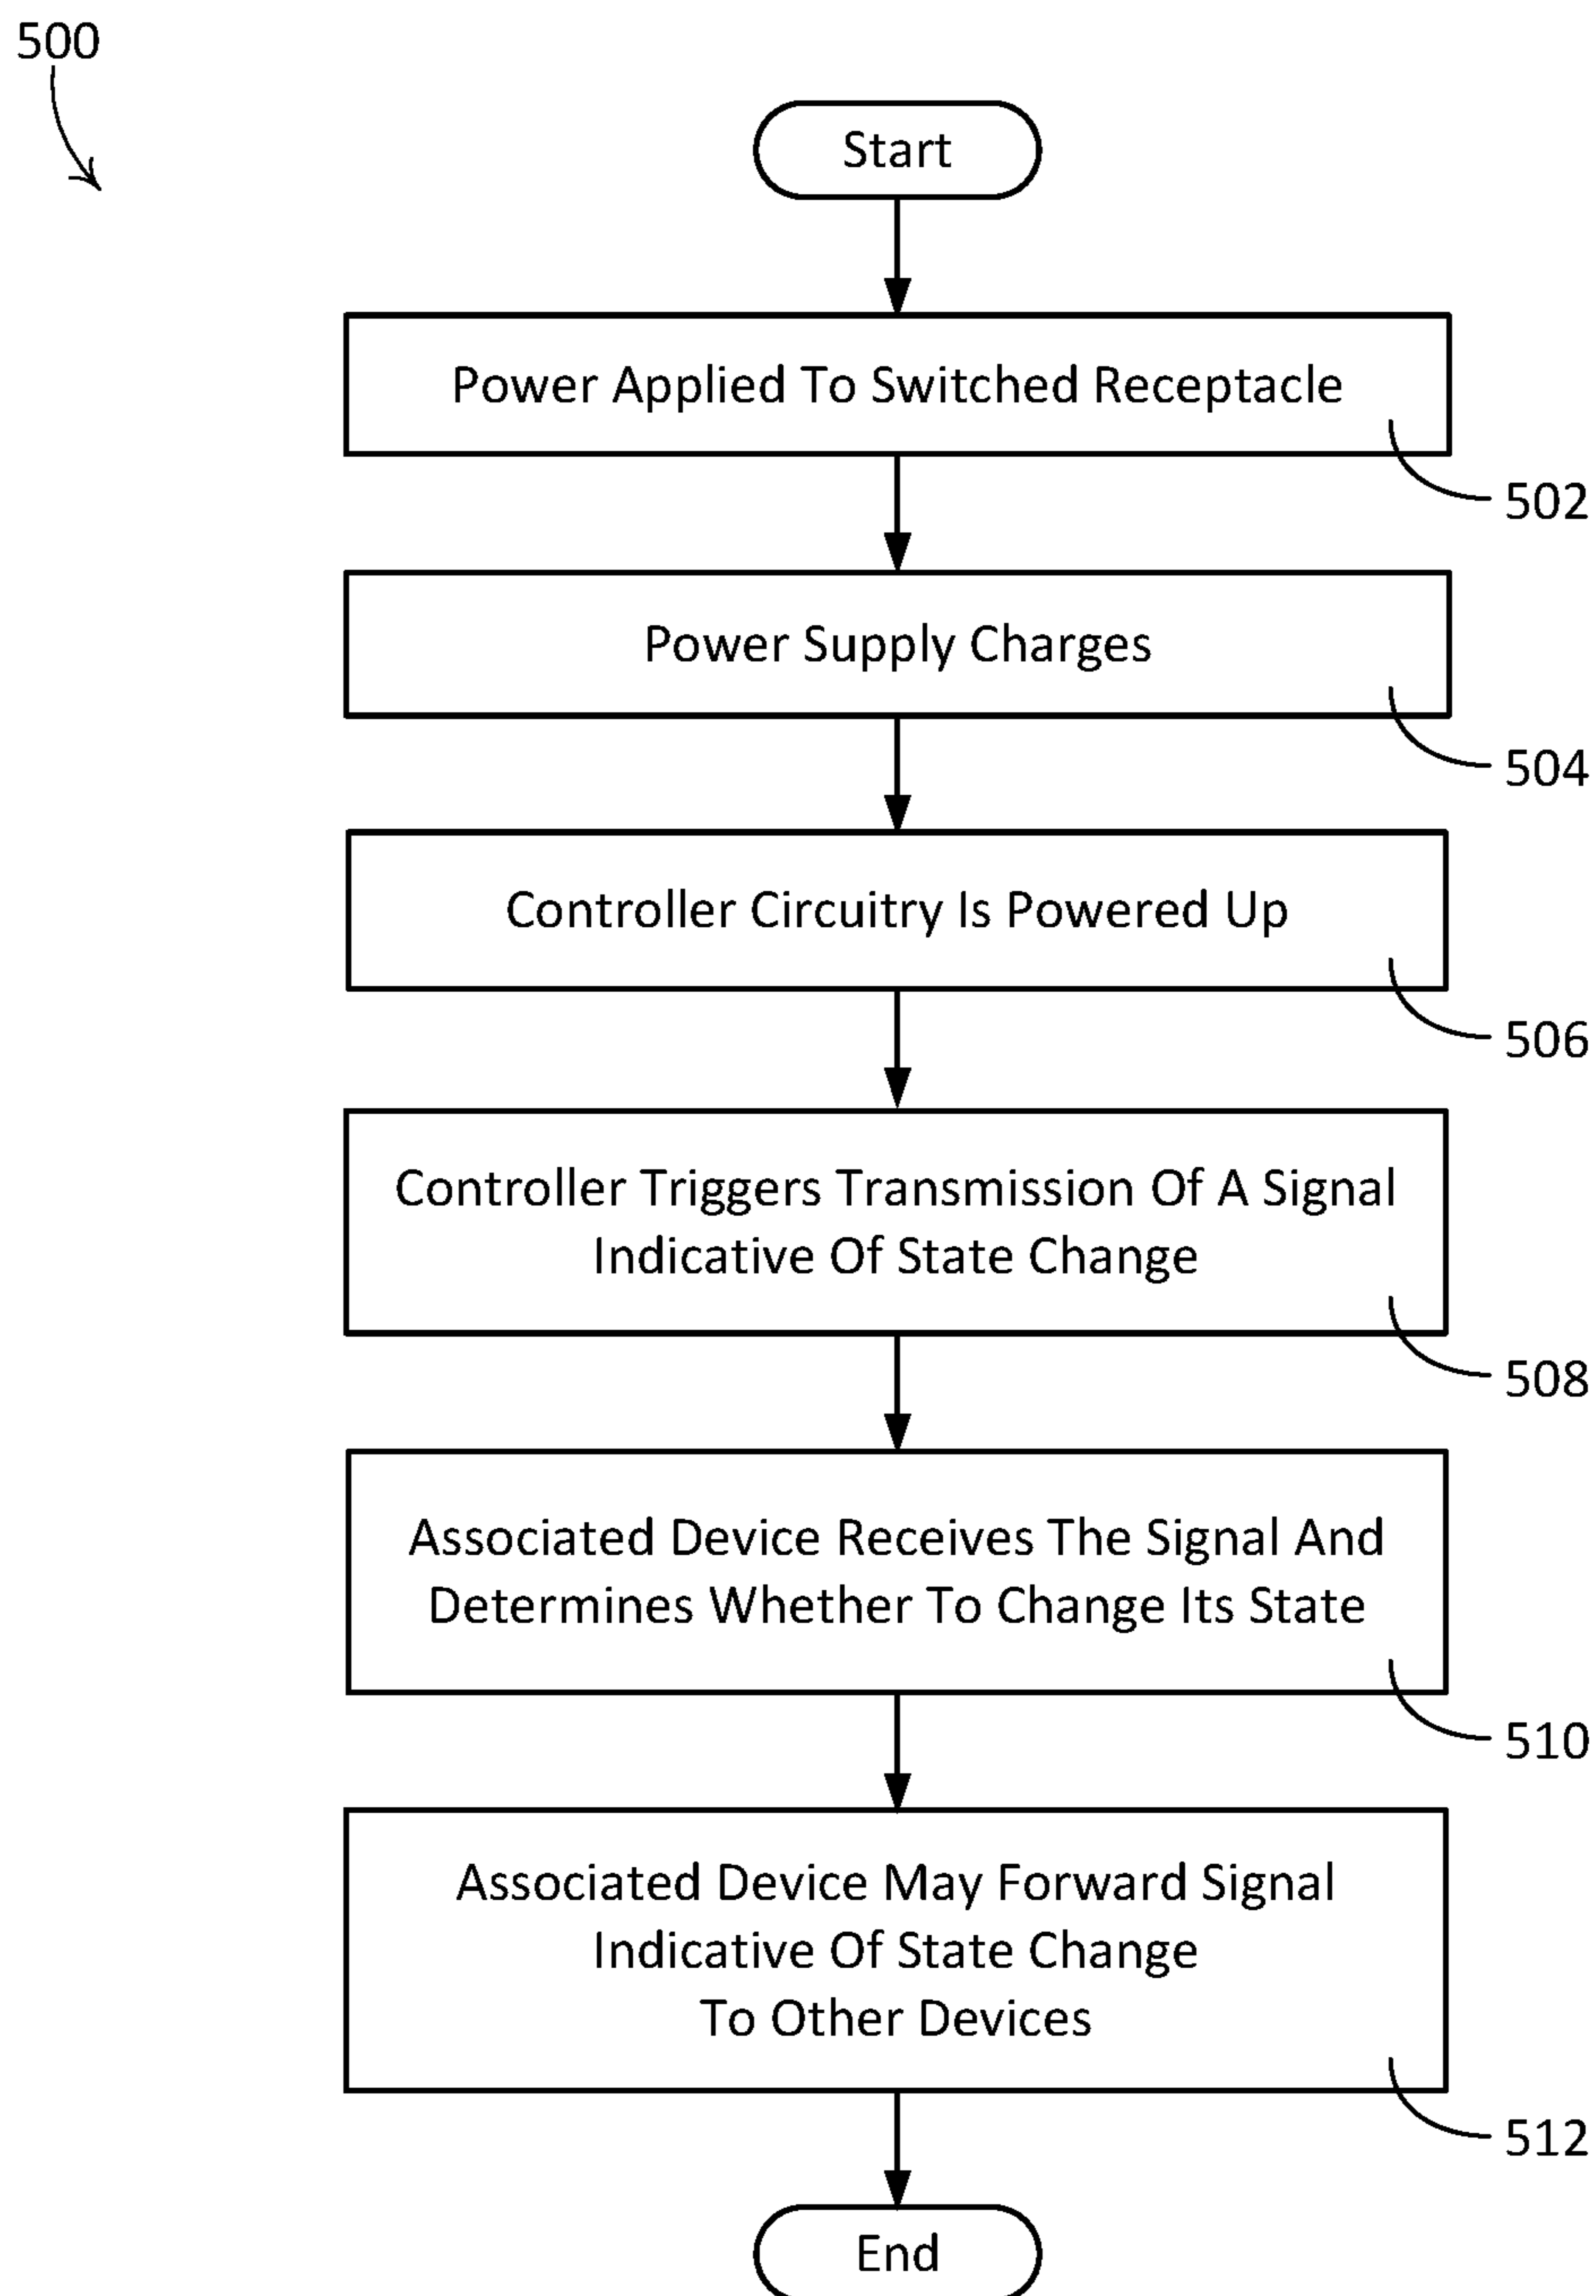 500
Start
Power Applied To Switched Receptacle
502
Power Supply Charges
504
Controller Circuitry Is Powered Up
506
Controller Triggers Transmission Of A Signal
Indicative Of State Change
508
Associated Device Receives The Signal And
Determines Whether To Change Its State
510
Associated Device May Forward Signal
Indicative Of State Change
To Other Devices
512
End